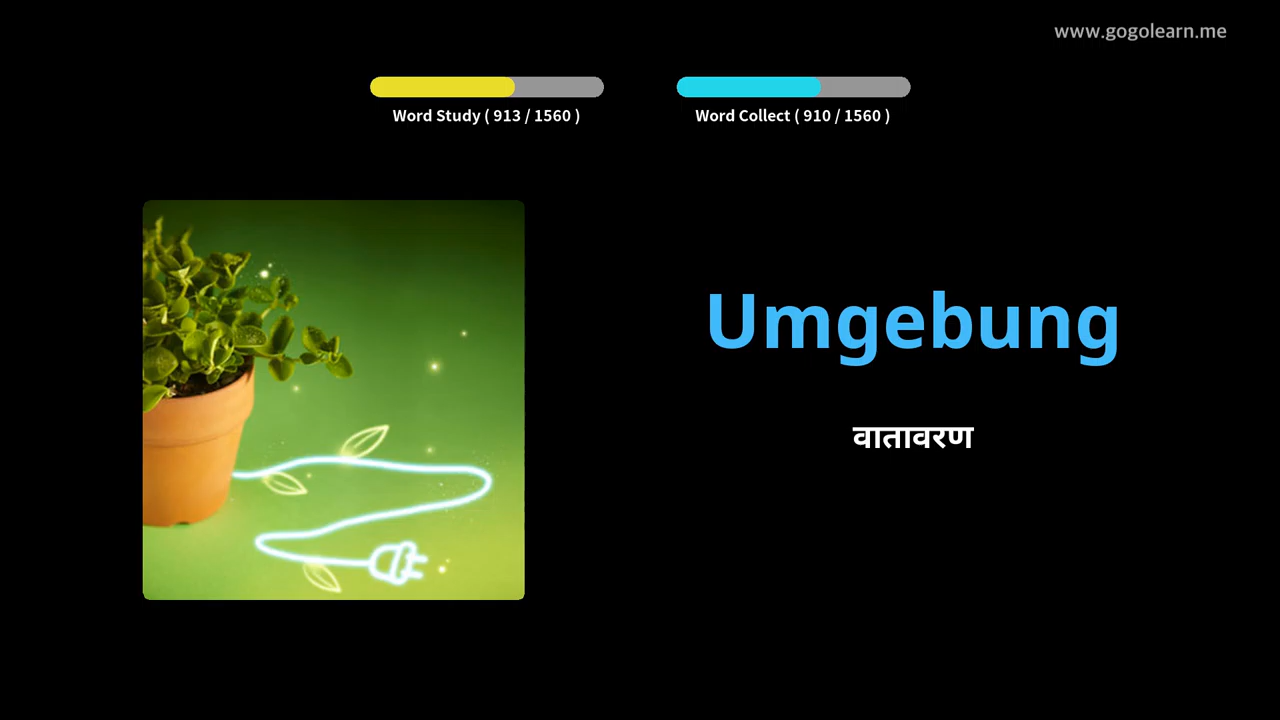 www.gogolearn.me
Word Study ( 913 / 1560 )
Word Collect ( 910 / 1560 )
Umgebung
वातावरण